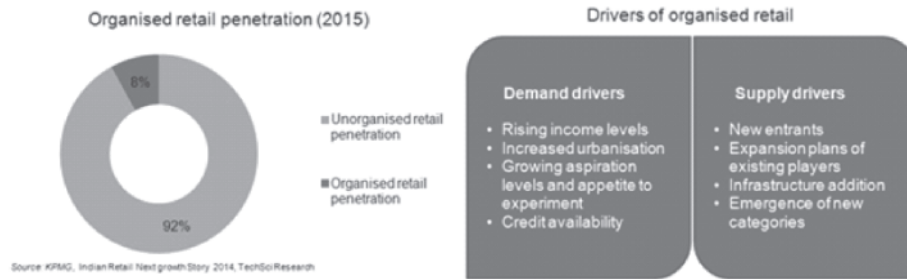 Organised retail penetration (2015)
8%
92%
Unorganised retail
penetration
Organised retail
penetration
Source: KPMG, Indian Retail Next growth Story 2014, TechSci Research
Drivers of organised retail
Demand drivers
• Rising income levels
• Increased urbanisation
• Growing aspiration
levels and appetite to
experiment
• Credit availability
Supply drivers
• New entrants
• Expansion plans of
existing players
• Infrastructure addition
• Emergence of new
categories